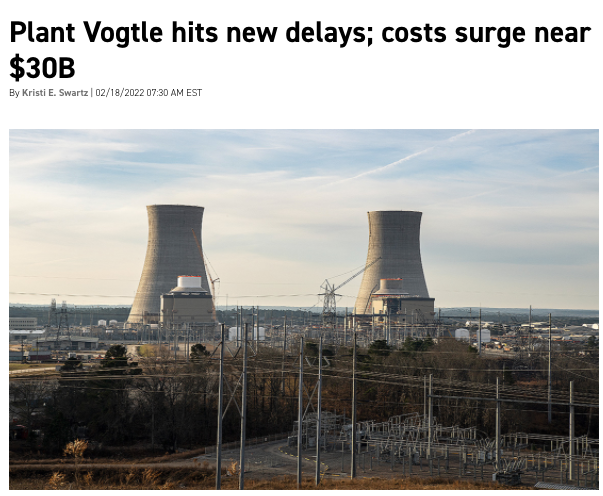 Plant Vogtle hits new delays; costs surge near
$30B
By Kristi E. Swartz | 02/18/2022 07:30 AM EST